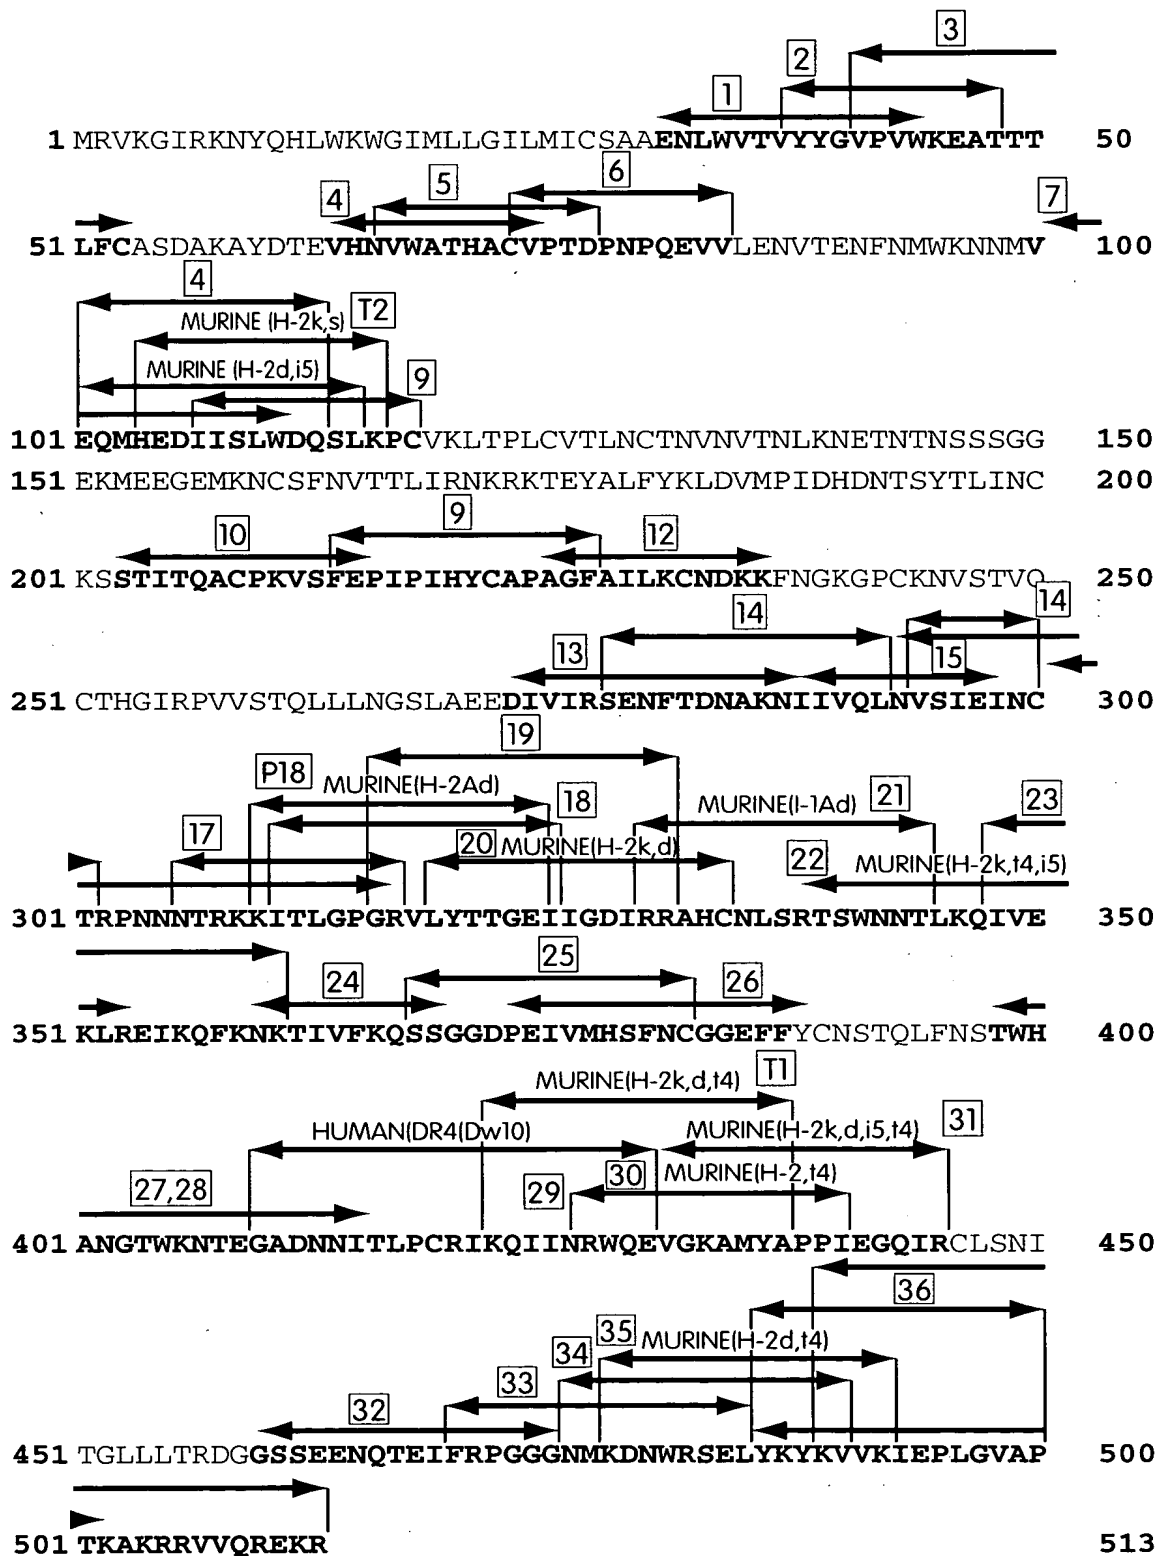 3
2
1
1 MRVKGIRKNYQHLWKWGIMLLGILMICSAAENLWVTVYYGVPVWKEATTT 50
6
5
4
7
51 LFCASDAKAYDTEVHNVWATHACVPTDPNPQEVVLENVTENFNMWKNNMV 100
4
MURINE (H-2k,s) T2
MURINE (H-2d,i5)
9
101 EQMHEDIISLWDQSLKPCVKLTPLCVTLNCTNVNVTNLKNETNTNSSSGG 150
151 EKMEEGEMKNCSFNVTTLIRNKRKTEYALFYKLDVMPIDHDNTSYTLINC 200
9
10 12
201 KSSTITQACPKVSFEPIPIHYCAPAGFAILKCNDKKFNGKGPCKNVSTVQ 250
14 14
13 15
251 CTHGIRPVVSTQLLLNGSLAEEDIVIRSENFTDNAKNIIVQLNVSIEINC 300
19
P18 MURINE(H-2Ad)
18 MURINE(I-1Ad) 21 23
17 20 MURINE(H-2k,d)
22 MURINE(H-2k,t4,i5)
301 TRPNNNTRKKITLGPGRVLYTTGEIIGDIRRAHCNLSRTSWNNTLKQIVE 350
25
24 26
351 KLREIKQFKNKTIVFKQSSGGDPEIVMHSFNCGGEFFYCNSTQLFNSTWH 400
MURINE(H-2k,d,t4) T1
HUMAN(DR4(Dw10) MURINE(H-2k,d,i5,t4) 31
27,28 29 30 MURINE(H-2,t4)
401 ANGTWKNTEGADNNITLPCRIKQIINRWQEVGKAMYAPPIEGQIRCLSNI 450
36
35 MURINE(H-2d,t4)
34
33
32
451 TGLLLTRDGGSSEENQTEIFRPGGGNMKDNWRSELYKYKVVKIEPLGVAP 500
501 TKAKRRVVQREKR 513